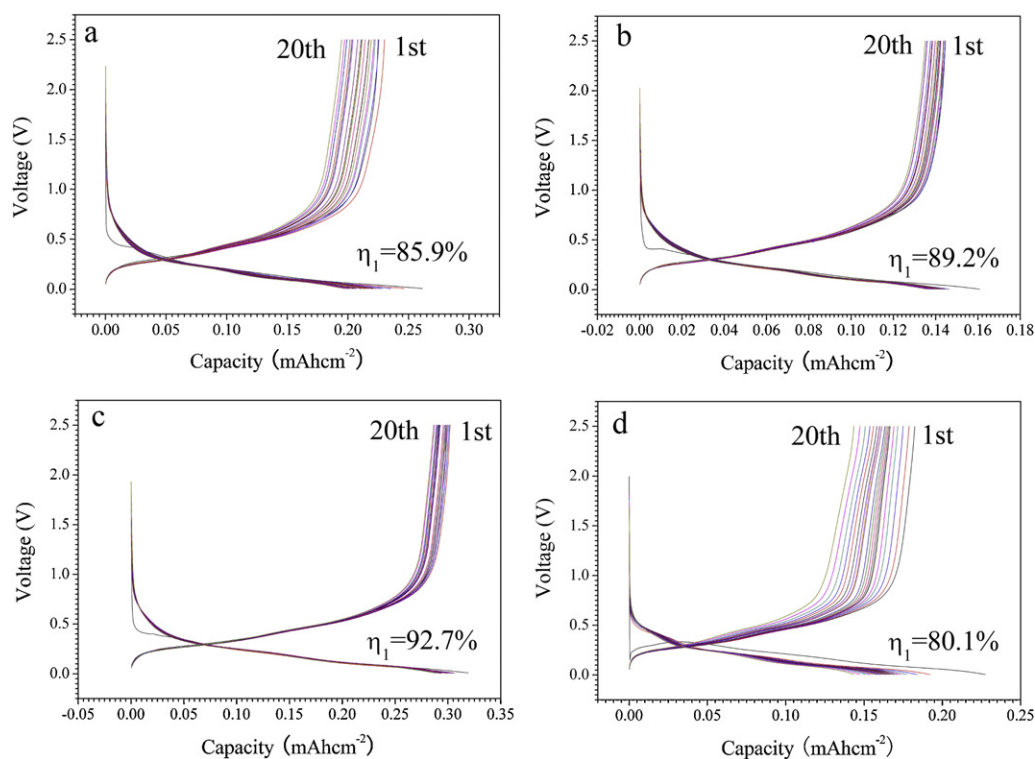 a
20th 1st
2.5
2.0
1.5
1.0
0.5
0.0
Voltage (V)
η1=85.9%
0.00 0.05 0.10 0.15 0.20 0.25 0.30
Capacity (mAhcm-2)
b
20th 1st
2.5
2.0
1.5
1.0
0.5
0.0
Voltage (V)
η1=89.2%
-0.02 0.00 0.02 0.04 0.06 0.08 0.10 0.12 0.14 0.16 0.18
Capacity (mAhcm-2)
c
20th 1st
2.5
2.0
1.5
1.0
0.5
0.0
Voltage (V)
η1=92.7%
-0.05 0.00 0.05 0.10 0.15 0.20 0.25 0.30 0.35
Capacity (mAhcm-2)
d
20th 1st
2.5
2.0
1.5
1.0
0.5
0.0
Voltage (V)
η1=80.1%
0.00 0.05 0.10 0.15 0.20 0.25
Capacity (mAhcm-2)